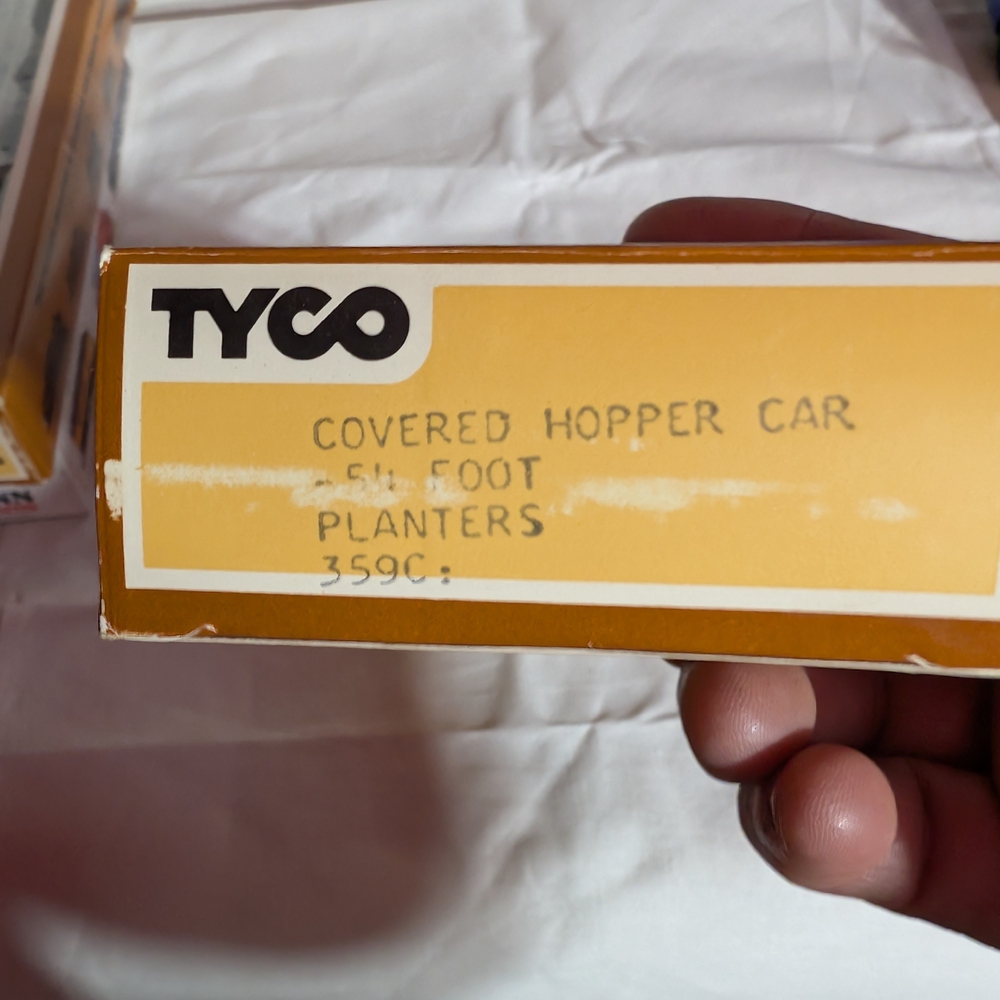 TYCO
COVERED HOPPER CAR
54 FOOT
PLANTERS
359C: